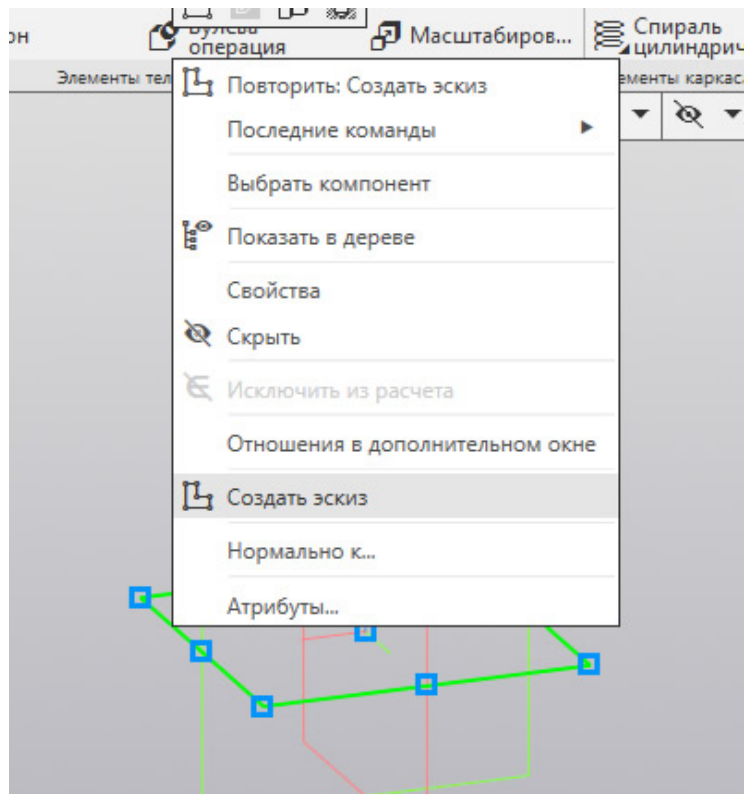 он
операция
Масштабиров...
Спираль
цилиндрич
Элементы тел
ементы каркас
Повторить: Создать эскиз
Последние команды
Выбрать компонент
Показать в дереве
Свойства
Скрыть
Исключить из расчета
Отношения в дополнительном окне
Создать эскиз
Нормально к...
Атрибуты...